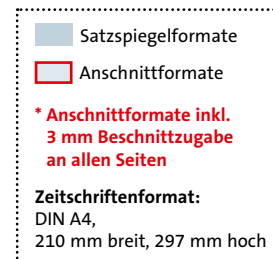 Satzspiegelformate
Anschnittformate
* Anschnittformate inkl.
3 mm Beschnittzugabe
an allen Seiten
Zeitschriftenformat:
DIN A4,
210 mm breit, 297 mm hoch